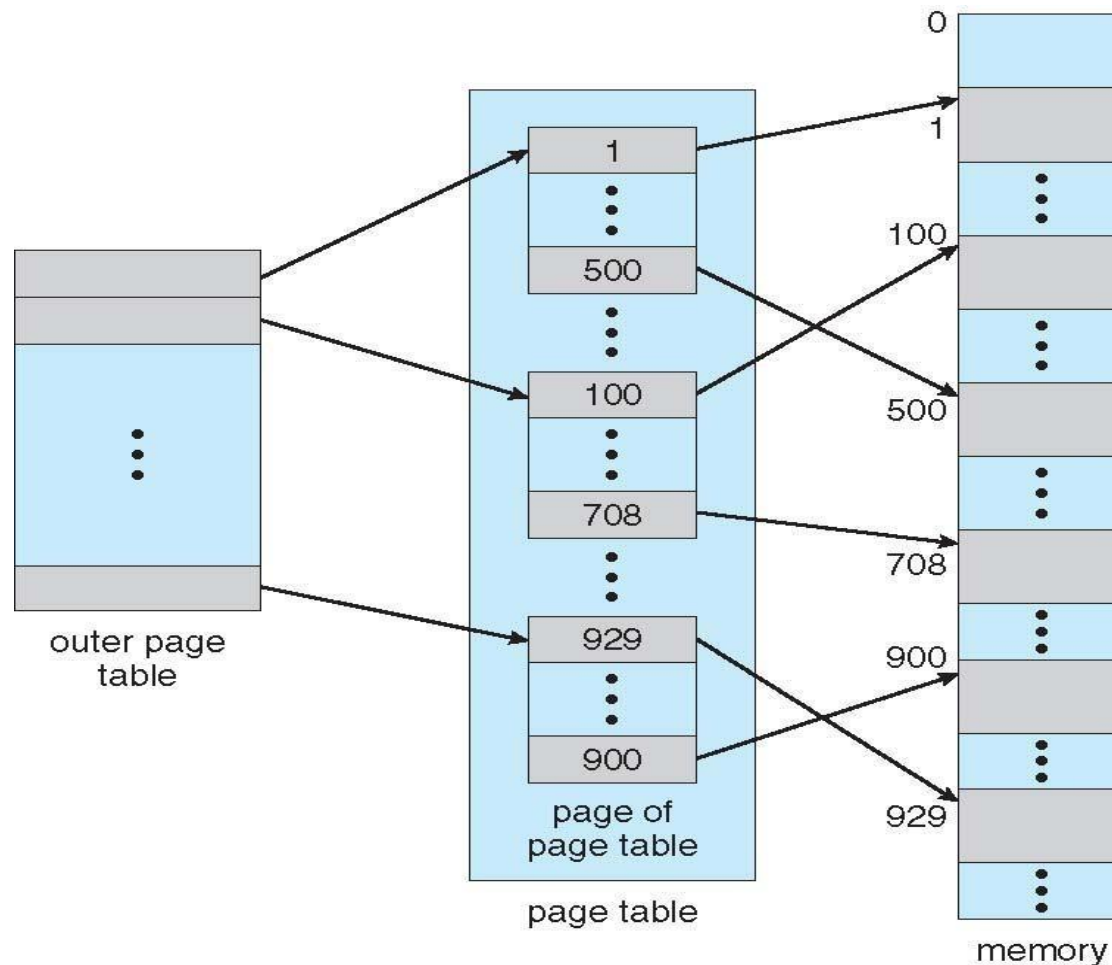 outer page
table
1
500
100
708
929
900
page of
page table
page table
0
1
100
500
708
900
929
memory